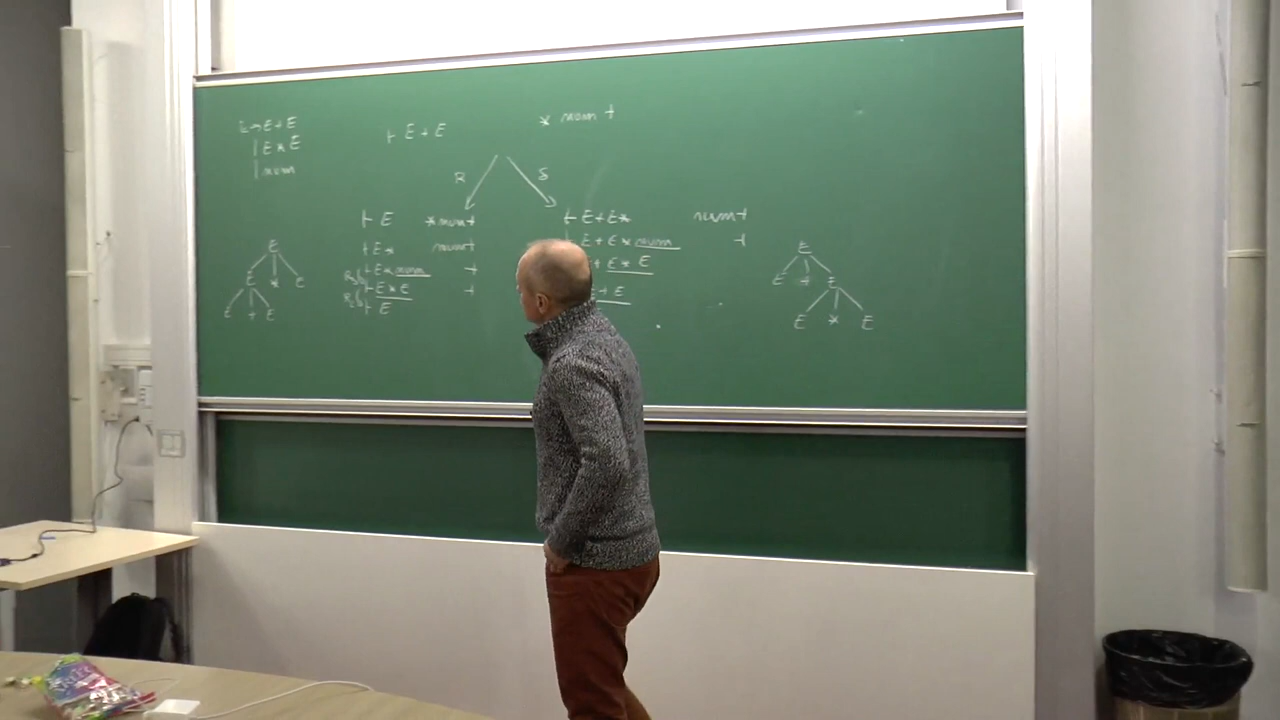 E → E + E
| E * E
| num
⊢ E + E
* num ⊣
R
S
⊢ E * num ⊣
⊢ E * num ⊣
⊢ E * num ⊣
⊢ E * E ⊣
⊢ E
⊢ E + E * num ⊣
E + E * num ⊣
+ E * E
+ E
E
E * E
E + E
E
E + E
E * E